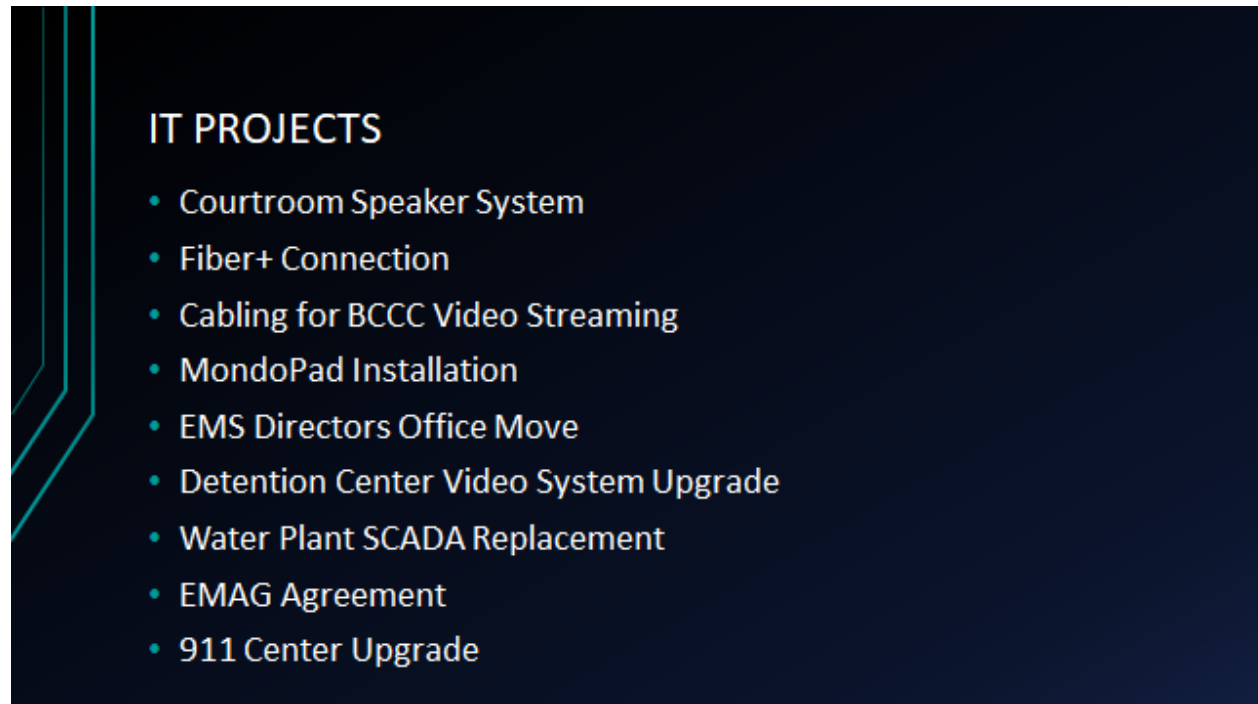 IT PROJECTS
• Courtroom Speaker System
• Fiber+ Connection
• Cabling for BCCC Video Streaming
• MondoPad Installation
• EMS Directors Office Move
• Detention Center Video System Upgrade
• Water Plant SCADA Replacement
• EMAG Agreement
• 911 Center Upgrade